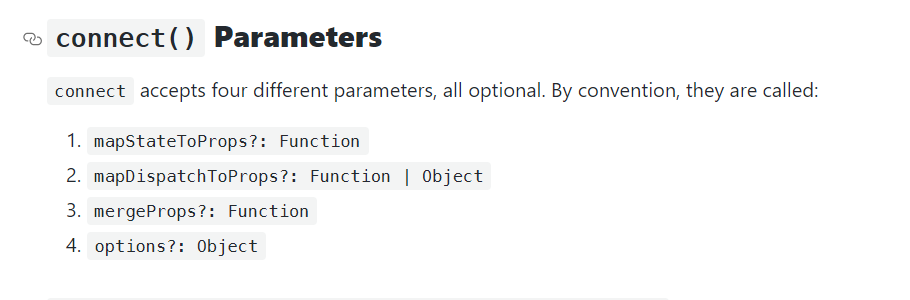 connect() Parameters
connect accepts four different parameters, all optional. By convention, they are called:
1. mapStateToProps?: Function
2. mapDispatchToProps?: Function | Object
3. mergeProps?: Function
4. options?: Object